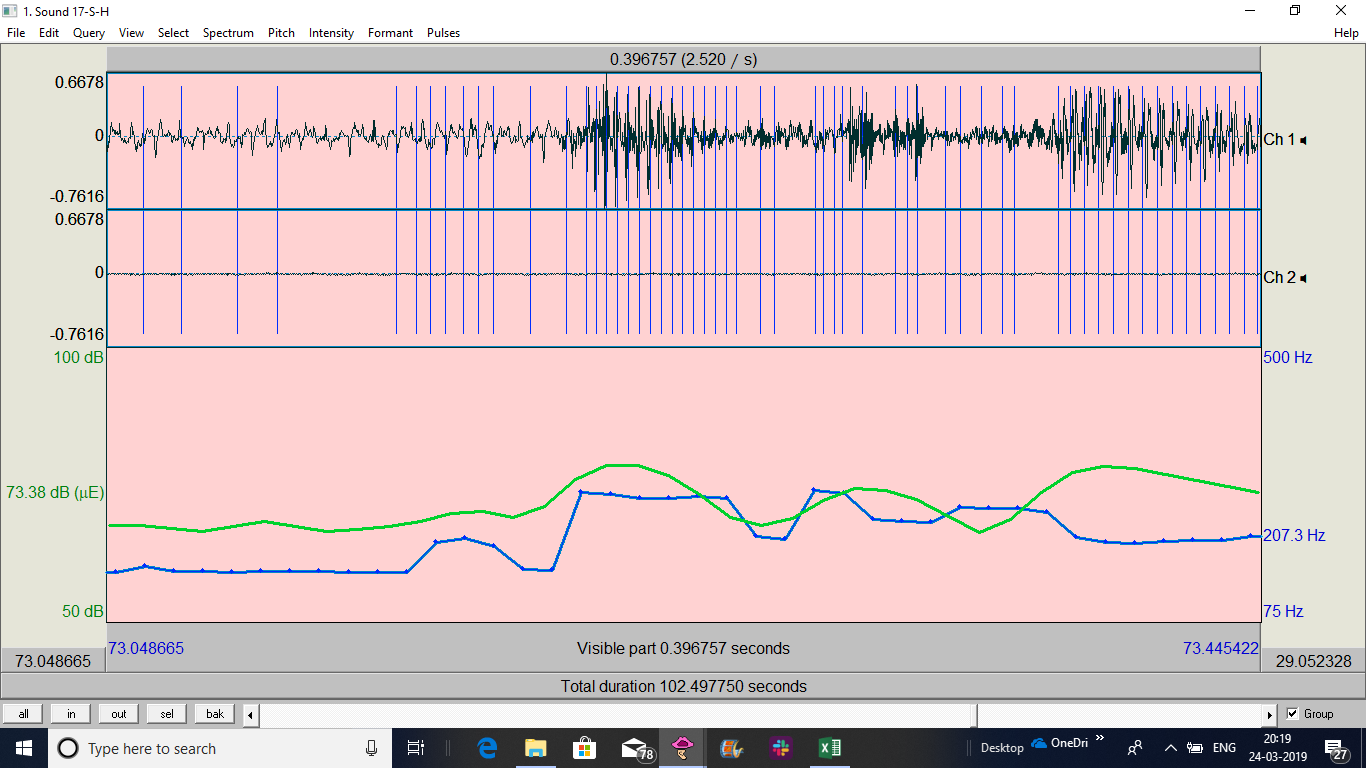 1. Sound 17-S-H
File Edit Query View Select Spectrum Pitch Intensity Formant Pulses Help
0.396757 (2.520 / s)
0.6678
0
-0.7616
Ch 1
0.6678
0
-0.7616
Ch 2
100 dB
500 Hz
73.38 dB (µE)
207.3 Hz
50 dB
75 Hz
73.048665
73.048665
Visible part 0.396757 seconds
73.445422
29.052328
Total duration 102.497750 seconds
all in out sel bak
Group
Type here to search
78
Desktop
OneDri
ENG
20:19
24-03-2019
27